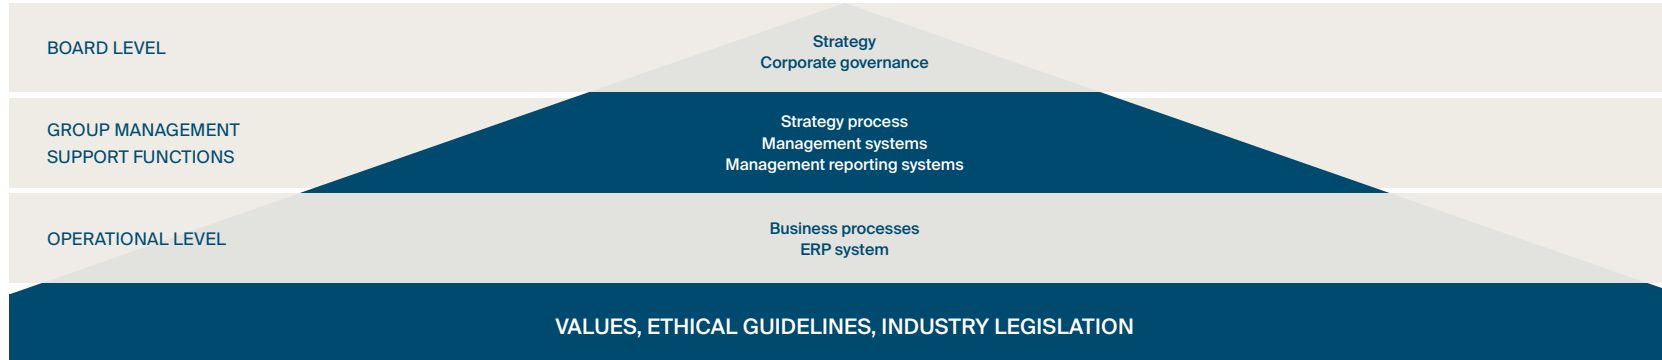 BOARD LEVEL
Strategy
Corporate governance
GROUP MANAGEMENT
SUPPORT FUNCTIONS
Strategy process
Management systems
Management reporting systems
OPERATIONAL LEVEL
Business processes
ERP system
VALUES, ETHICAL GUIDELINES, INDUSTRY LEGISLATION